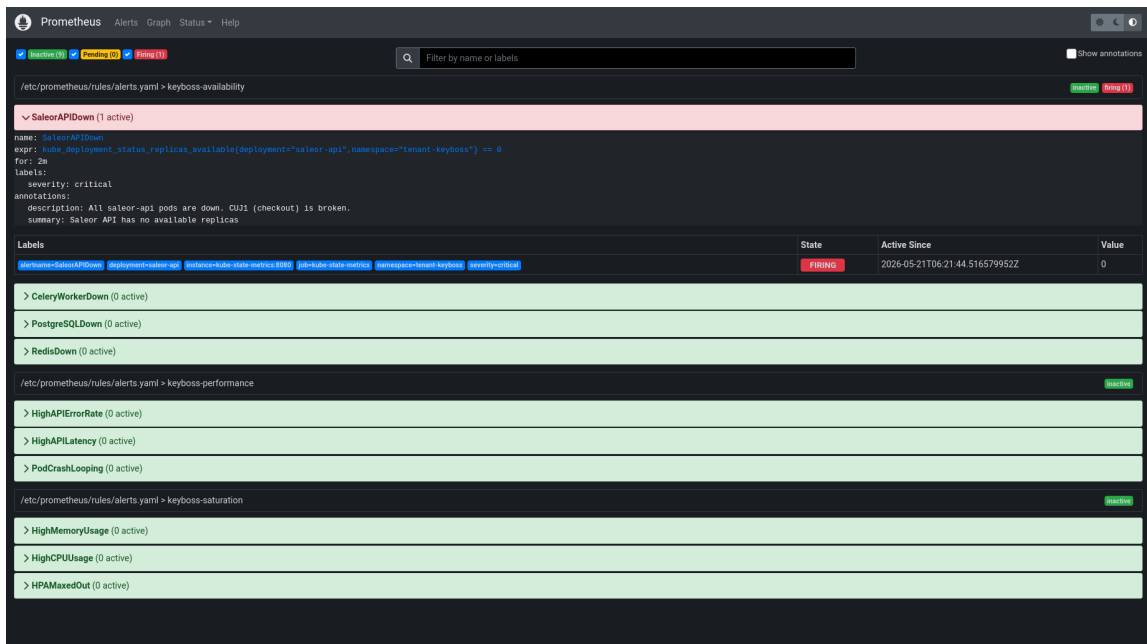 Prometheus Alerts Graph Status Help
Inactive (9) Pending (0) Firing (1)
Filter by name or labels
Show annotations
/etc/prometheus/rules/alerts.yaml > keyboss-availability
inactive firing (1)
SaleorAPIDown (1 active)
name: SaleorAPIDown
expr: kube_deployment_status_replicas_available{deployment="saleor-api",namespace="tenant-keyboss"} == 0
for: 2m
labels:
severity: critical
annotations:
description: All saleor-api pods are down. CUJ1 (checkout) is broken.
summary: Saleor API has no available replicas
Labels State Active Since Value
alertname=SaleorAPIDown deployment=saleor-api instance=kube-state-metrics:8080 job=kube-state-metrics namespace=tenant-keyboss severity=critical FIRING 2026-05-21T06:21:44.516579952Z 0
CeleryWorkerDown (0 active)
PostgreSQLDown (0 active)
RedisDown (0 active)
/etc/prometheus/rules/alerts.yaml > keyboss-performance
inactive
HighAPIErrorRate (0 active)
HighAPILatency (0 active)
PodCrashLooping (0 active)
/etc/prometheus/rules/alerts.yaml > keyboss-saturation
inactive
HighMemoryUsage (0 active)
HighCPUUsage (0 active)
HPAMaxedOut (0 active)